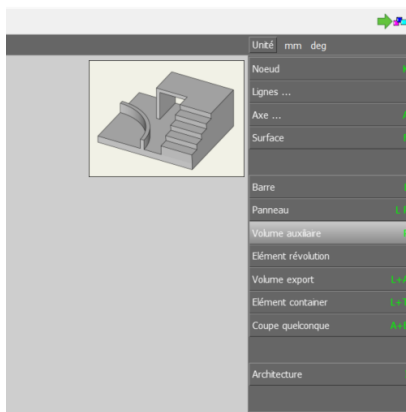 Unité mm deg
Noeud
Lignes ...
Axe ...
Surface
Barre
Panneau L
Volume auxiliaire
Elément révolution
Volume export L+A
Elément container L+T
Coupe quelconque
Architecture